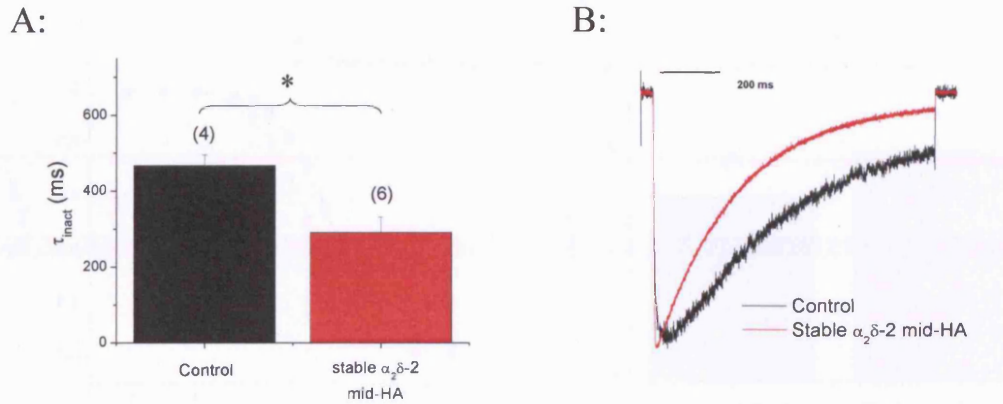 A:
B:
*
(4)
(6)
600
400
200
0
τinact (ms)
Control
stable α₂δ-2
mid-HA
200 ms
Control
Stable α₂δ-2 mid-HA